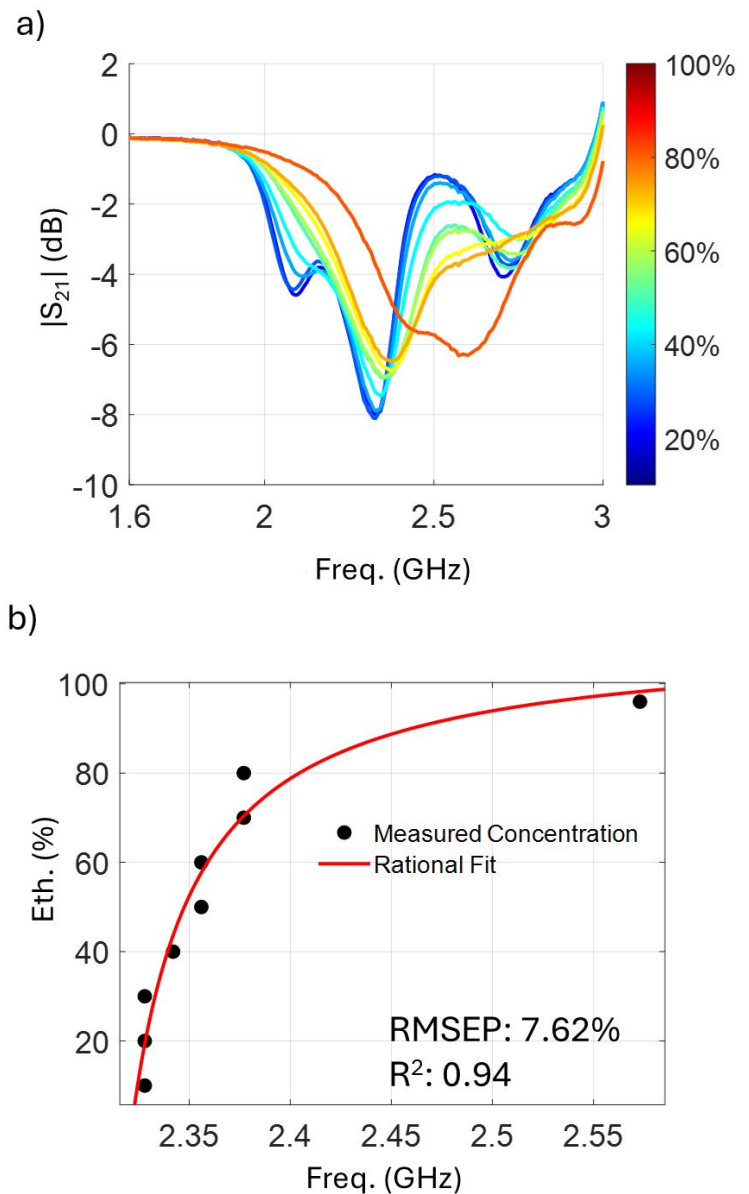 a)
2
0
-2
-4
-6
-8
-10
|S21| (dB)
1.6
2
2.5
3
Freq. (GHz)
100%
80%
60%
40%
20%
b)
100
80
60
40
20
Eth. (%)
Measured Concentration
Rational Fit
RMSEP: 7.62%
R²: 0.94
2.35
2.4
2.45
2.5
2.55
Freq. (GHz)